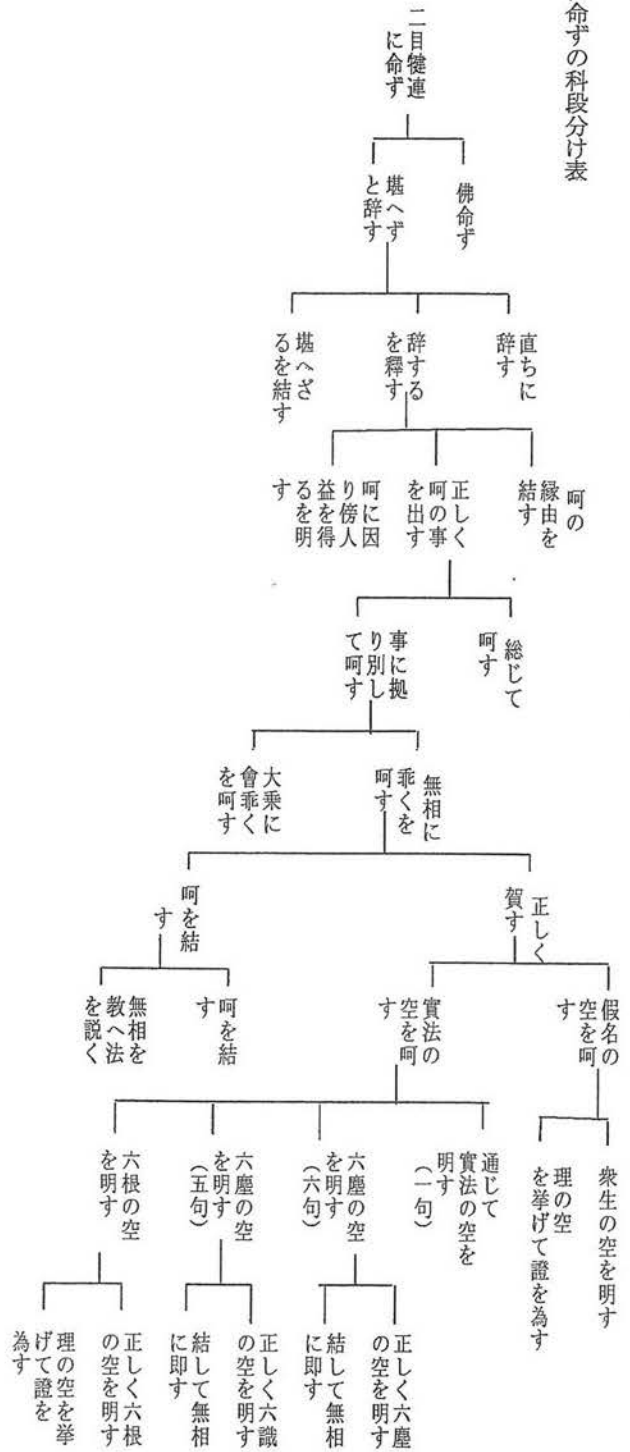 命ずの科段分け表
二目犍連
に命ず
佛命ず
堪へず
と辞す
直ちに
辞す
辞する
を釋す
堪へざ
るを結す
呵の
縁由を
結す
正しく
呵の事
を出す
呵に因
り傍人
益を得
るを明
す
総じて
呵す
事に拠
り別し
て呵す
無相に
乖くを
呵す
大乗に
會乖く
を呵す
正しく
賀す
呵を結
す
假名の
空を呵
す
實法の
空を呵
す
呵を結
す
無相を
教へ法
を説く
衆生の空を明す
理の空
を挙げて證を為す
通じて
實法の空を
明す
(一句)
六塵の空
を明す
(六句)
六塵の空
を明す
(五句)
六根の空
を明す
正しく六塵
の空を明す
結して無相
に即す
正しく六識
の空を明す
結して無相
に即す
正しく六根
の空を明す
理の空を挙
げて證を
為す